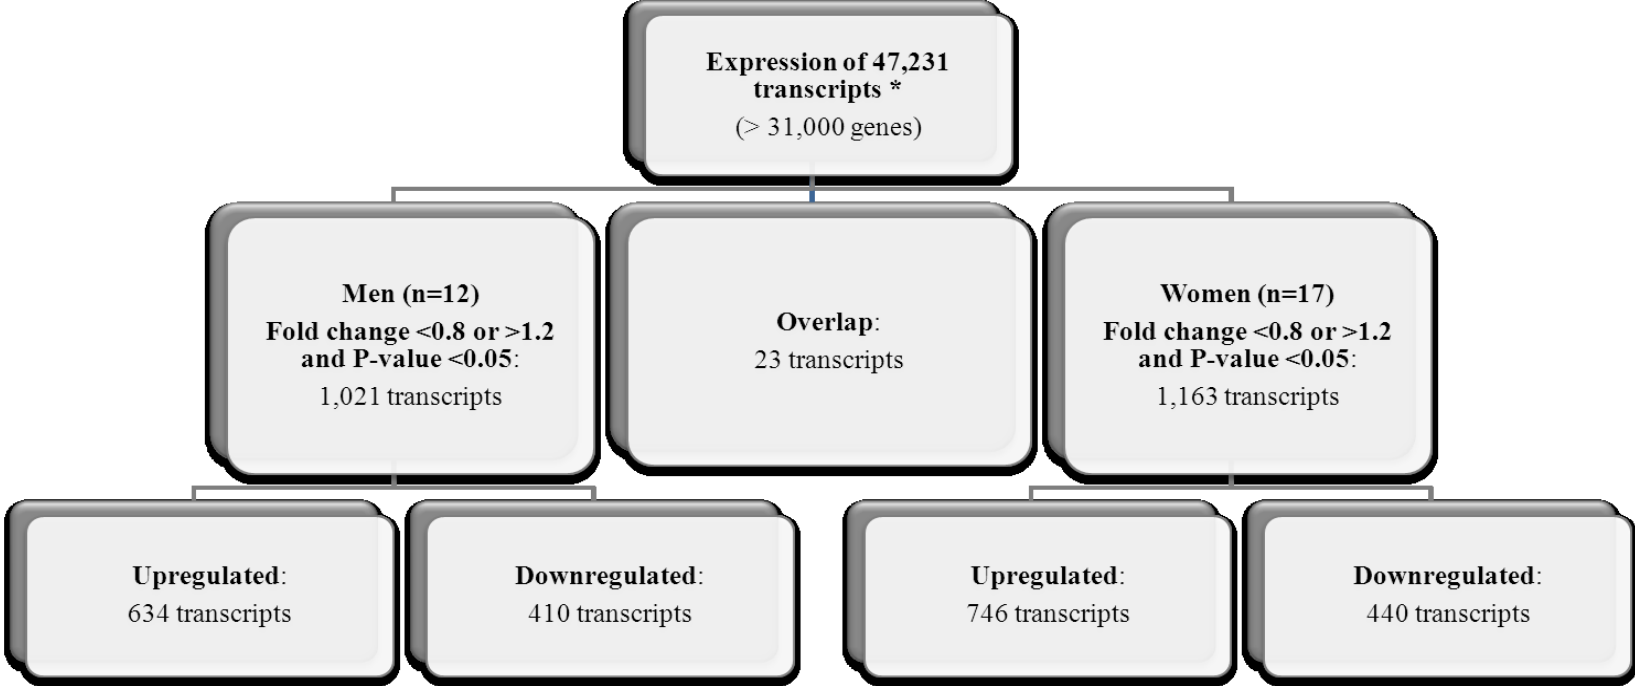 Expression of 47,231
transcripts *
(> 31,000 genes)
Men (n=12)
Fold change <0.8 or >1.2
and P-value <0.05:
1,021 transcripts
Overlap:
23 transcripts
Women (n=17)
Fold change <0.8 or >1.2
and P-value <0.05:
1,163 transcripts
Upregulated:
634 transcripts
Downregulated:
410 transcripts
Upregulated:
746 transcripts
Downregulated:
440 transcripts